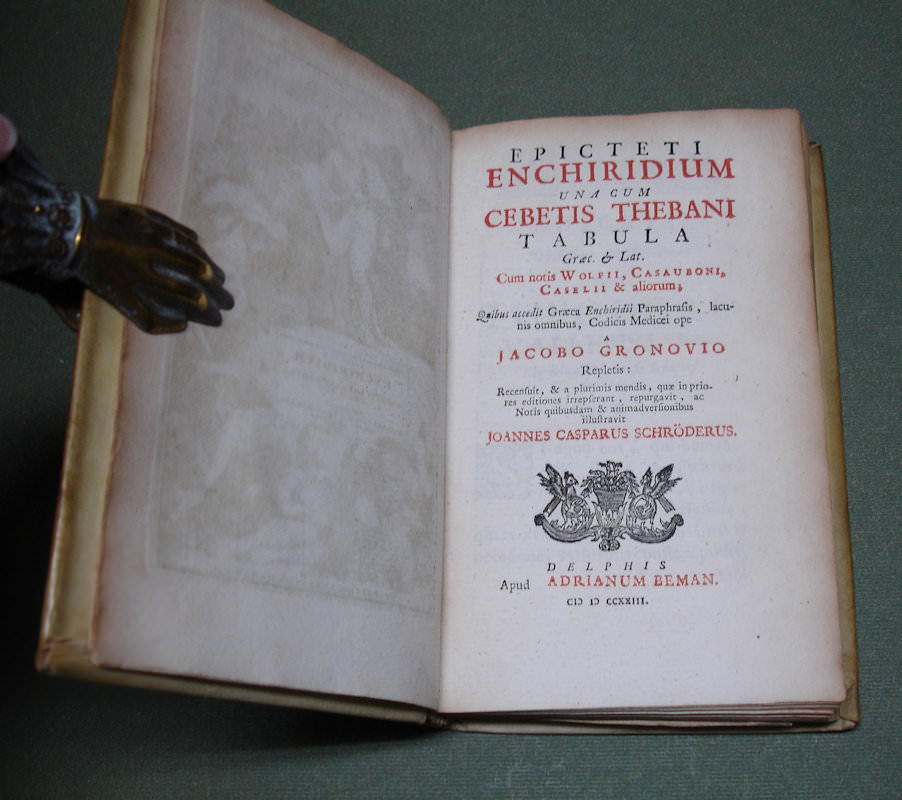 EPICTETI
ENCHIRIDIUM
UNA CUM
CEBETIS THEBANI
TABULA
Græc. & Lat.
Cum notis WOLFII, CASAUBONI,
CASELII & aliorum;
Quibus accedit Græca Enchiridii Paraphrasis, lacu-
nis omnibus, Codicis Medicei ope
A
JACOBO GRONOVIO
Repletis:
Recensuit, & a plurimis mendis, quæ in prio-
res editiones irrepserant, repurgavit, ac
Notis quibusdam & animadversionibus
illustravit
JOANNES CASPARUS SCHRÖDERUS.
DELPHIS
Apud ADRIANUM BEMAN.
CIↃ IↃ CCXXIII.